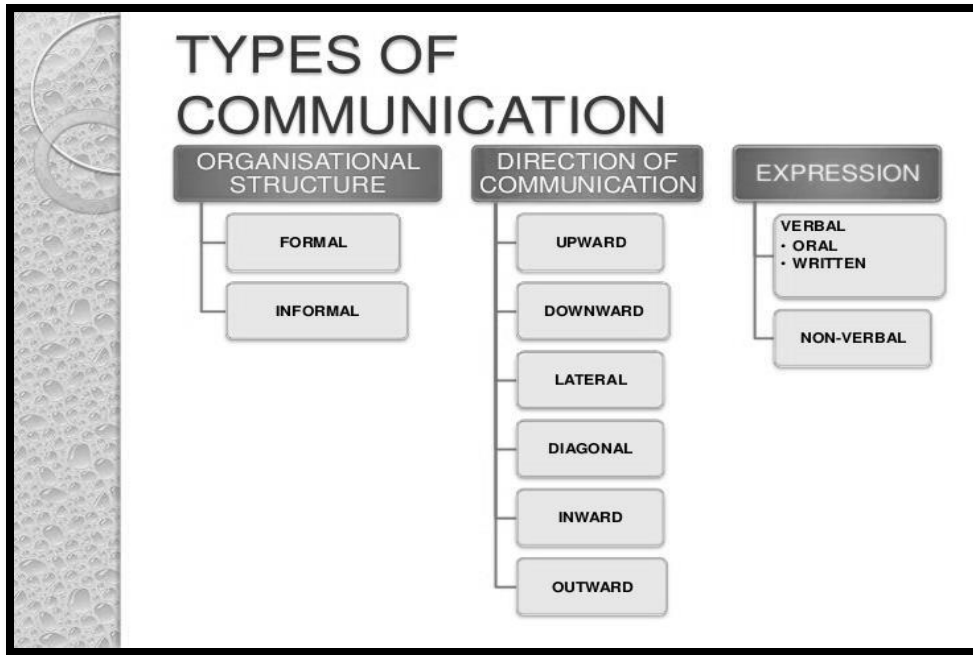 TYPES OF
COMMUNICATION
ORGANISATIONAL
STRUCTURE
FORMAL
INFORMAL
DIRECTION OF
COMMUNICATION
UPWARD
DOWNWARD
LATERAL
DIAGONAL
INWARD
OUTWARD
EXPRESSION
VERBAL
• ORAL
• WRITTEN
NON-VERBAL